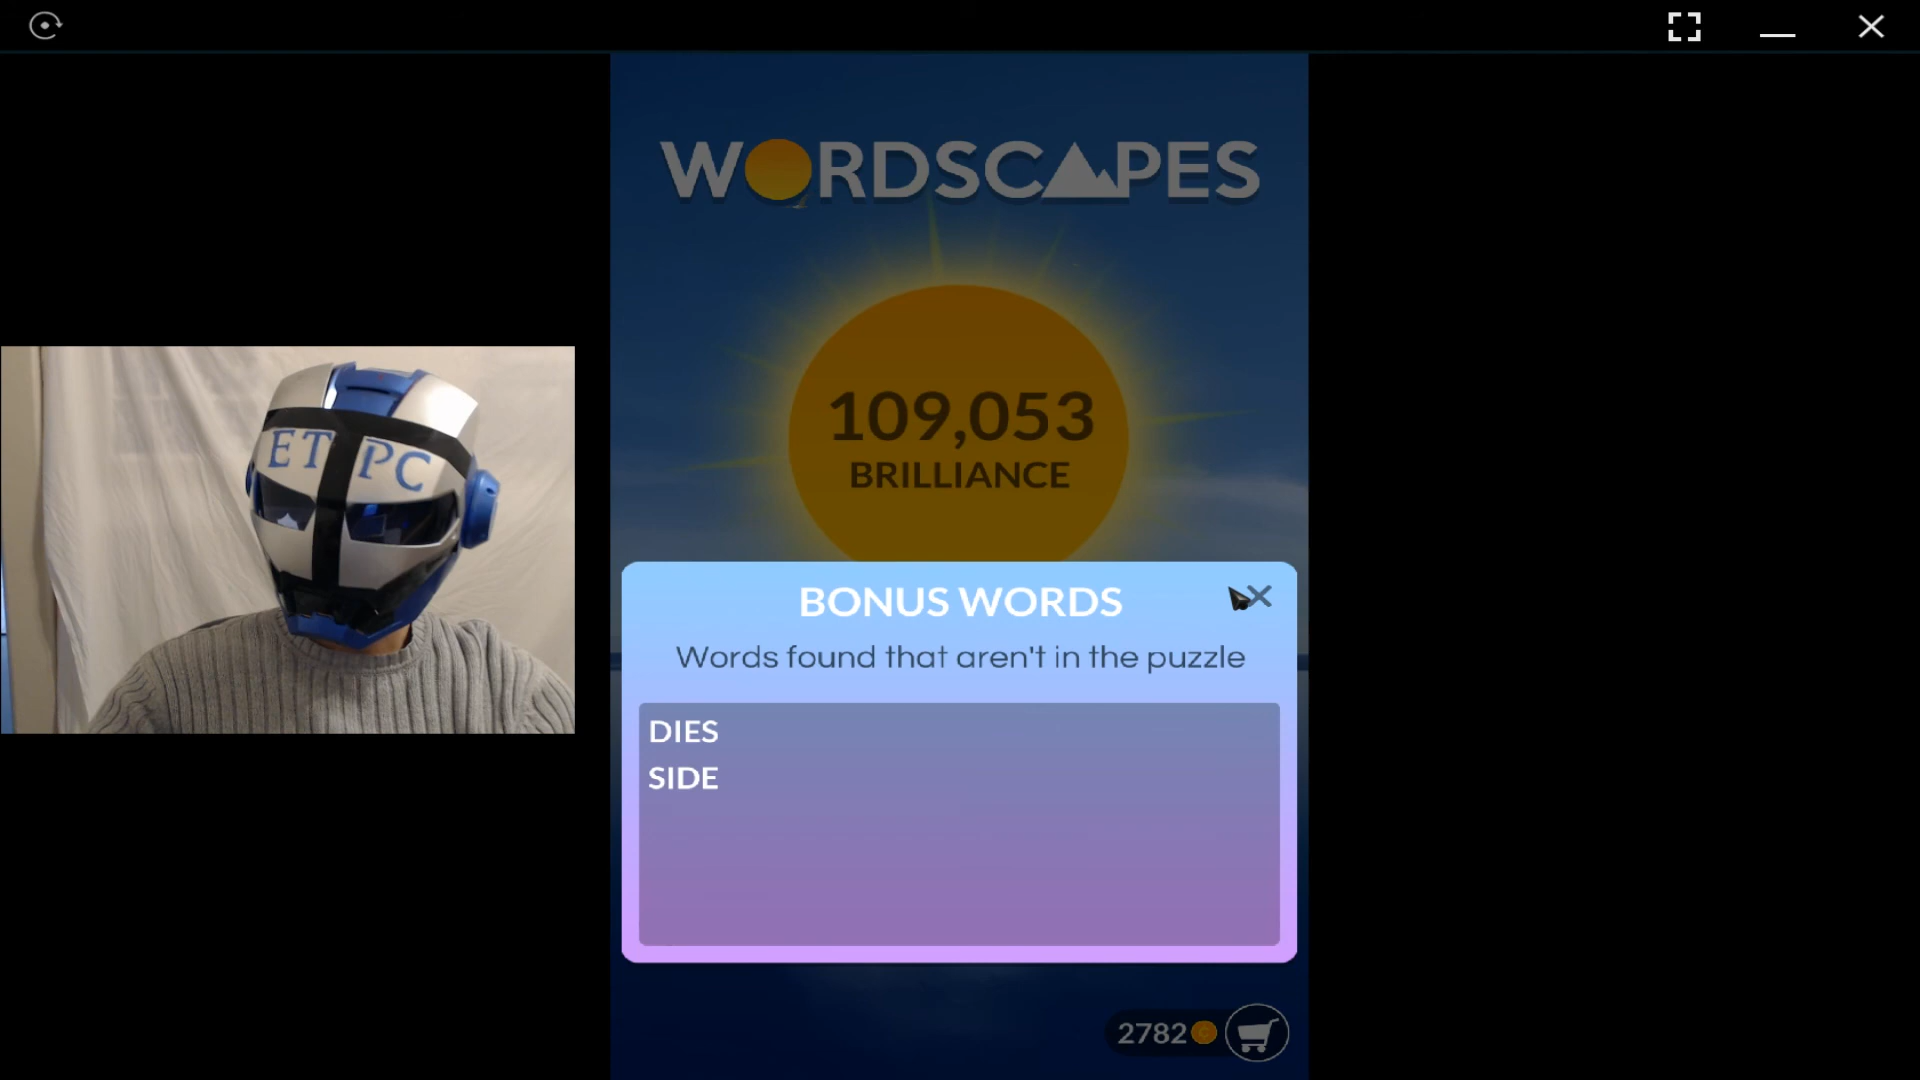 WORDSCAPES
109,053
BRILLIANCE
ET PC
BONUS WORDS
Words found that aren't in the puzzle
DIES
SIDE
2782